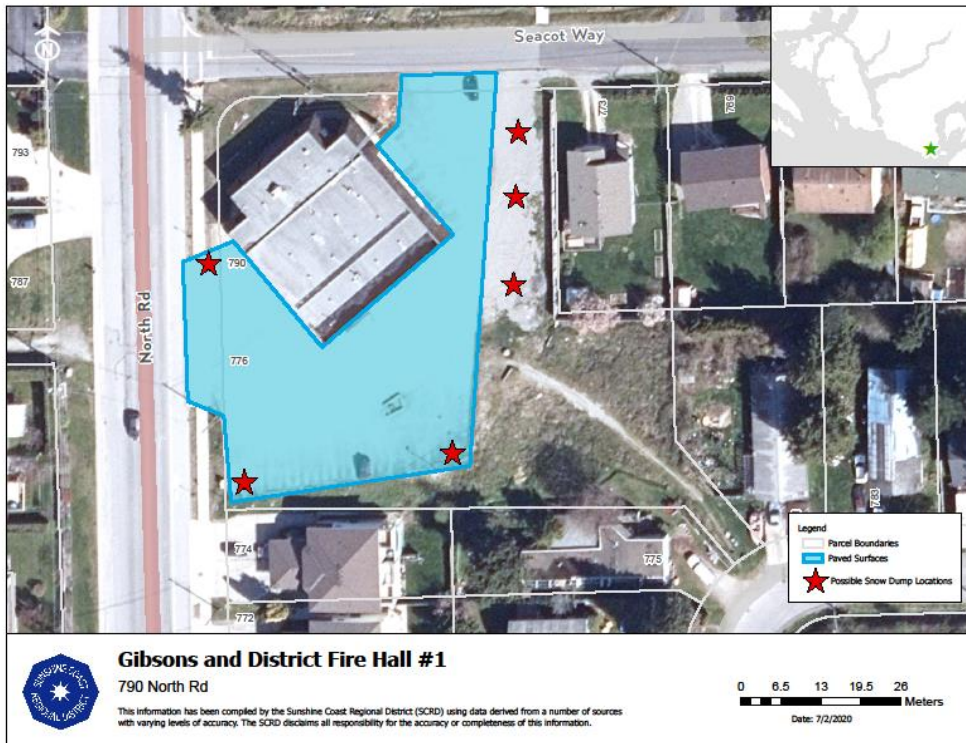 N
Seacot Way
793
773
769
787
790
North Rd
776
783
774
775
772
Legend
Parcel Boundaries
Paved Surfaces
Possible Snow Dump Locations
SUNSHINE COAST
REGIONAL DISTRICT
Gibsons and District Fire Hall #1
790 North Rd
This information has been compiled by the Sunshine Coast Regional District (SCRD) using data derived from a number of sources
with varying levels of accuracy. The SCRD disclaims all responsibility for the accuracy or completeness of this information.
0 6.5 13 19.5 26
Meters
Date: 7/2/2020